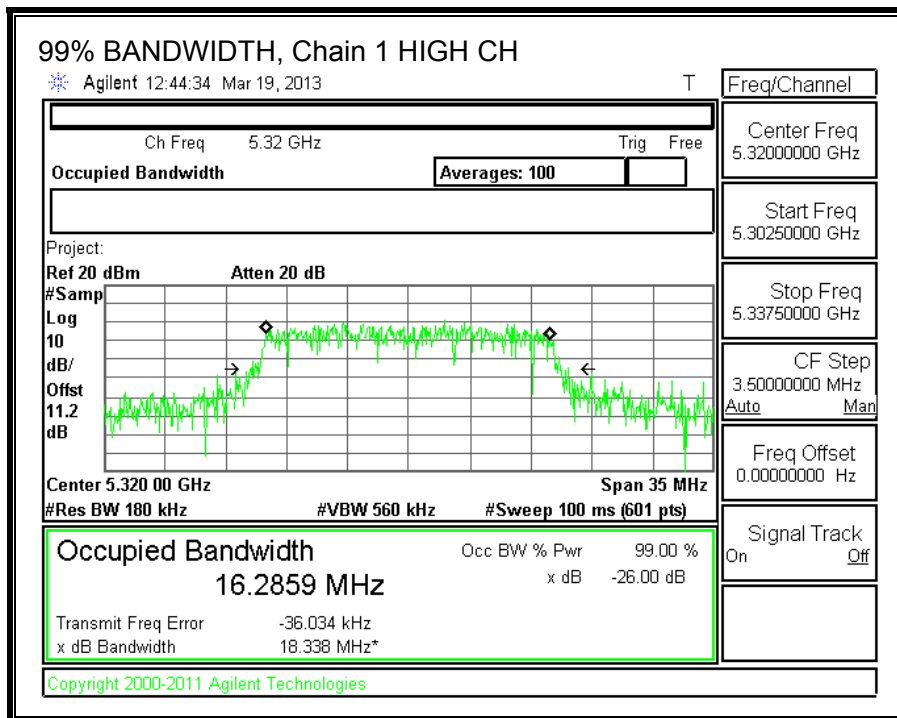 99% BANDWIDTH, Chain 1 HIGH CH
Agilent 12:44:34 Mar 19, 2013 T
Ch Freq 5.32 GHz Trig Free
Occupied Bandwidth Averages: 100
Project:
Ref 20 dBm Atten 20 dB
#Samp
Log
10
dB/
Offst
11.2
dB
Center 5.320 00 GHz Span 35 MHz
#Res BW 180 kHz #VBW 560 kHz #Sweep 100 ms (601 pts)
Occupied Bandwidth
16.2859 MHz
Occ BW % Pwr 99.00 %
x dB -26.00 dB
Transmit Freq Error -36.034 kHz
x dB Bandwidth 18.338 MHz*
Copyright 2000-2011 Agilent Technologies
Freq/Channel
Center Freq
5.32000000 GHz
Start Freq
5.30250000 GHz
Stop Freq
5.33750000 GHz
CF Step
3.50000000 MHz
Auto Man
Freq Offset
0.00000000 Hz
Signal Track
On Off